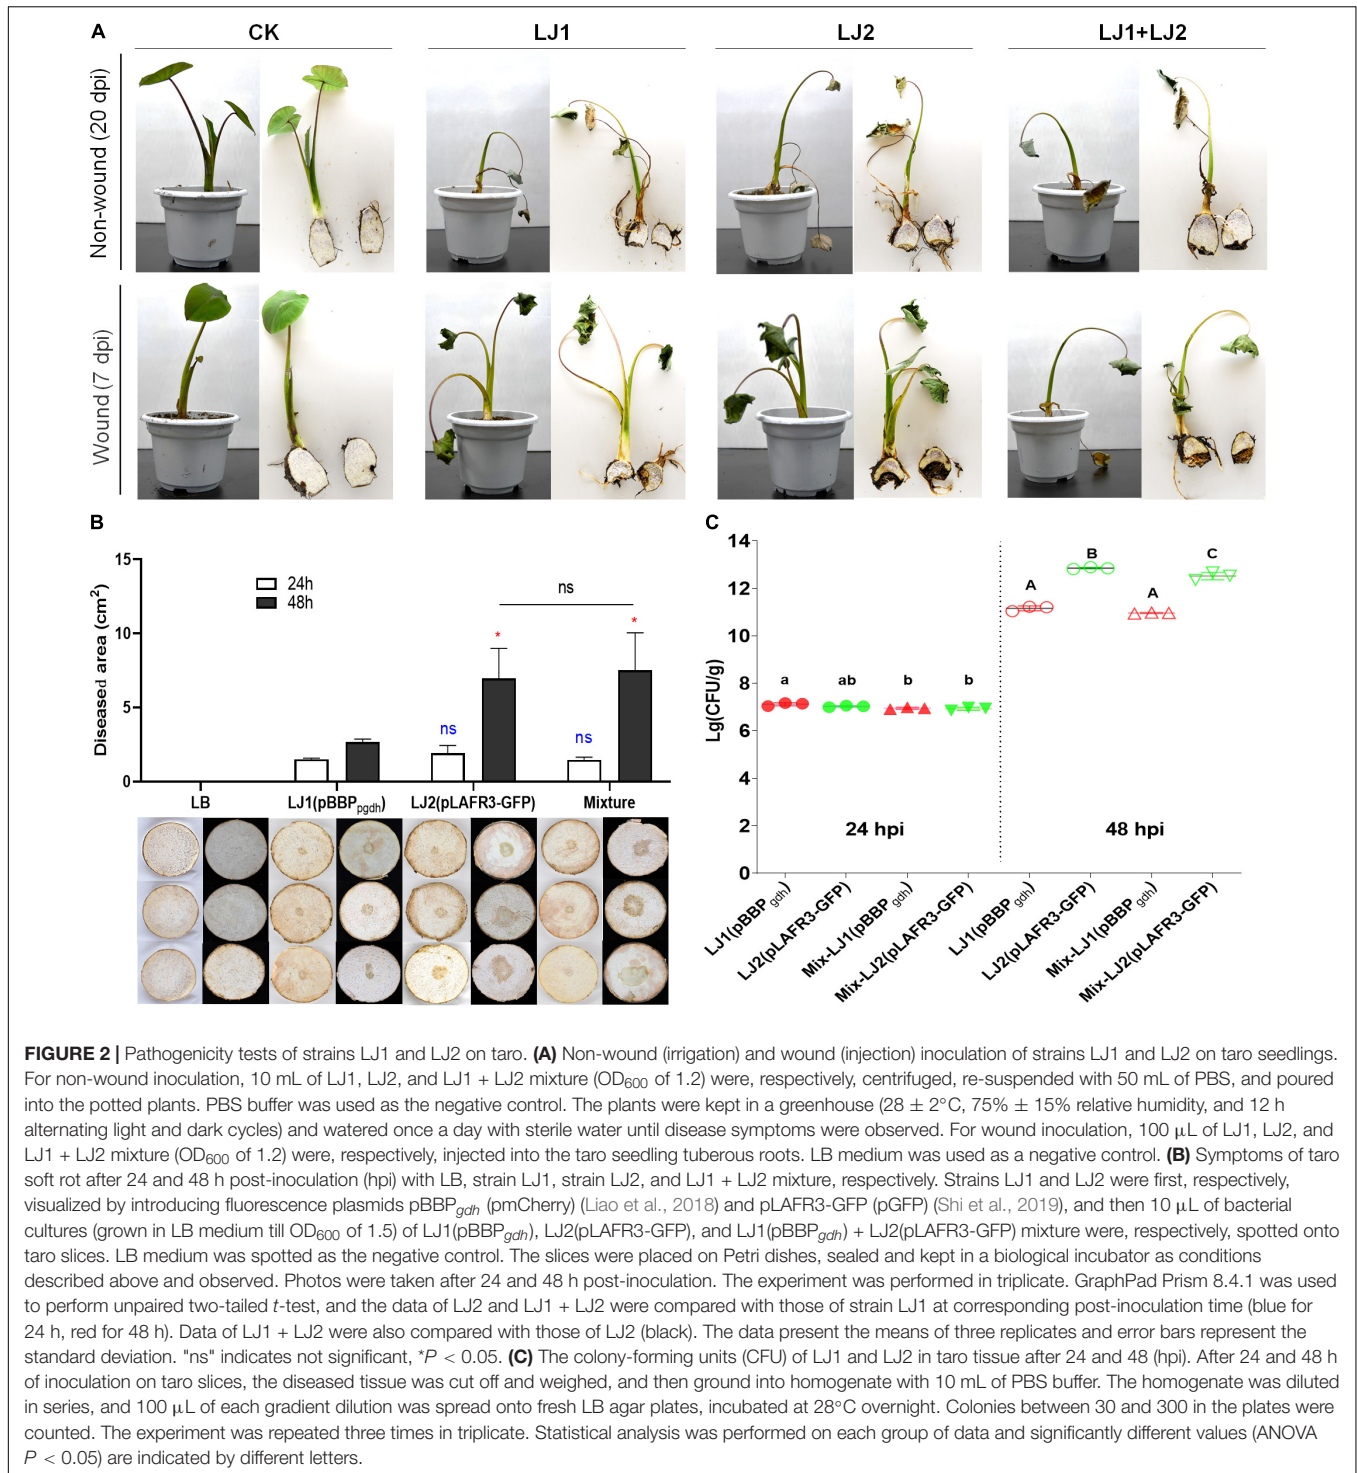 A
CK
LJ1
LJ2
LJ1+LJ2
Non-wound (20 dpi)
Wound (7 dpi)
B
15
10
5
0
Diseased area (cm²)
24h
48h
ns
*
*
ns
ns
LB
LJ1(pBBPpgdh)
LJ2(pLAFR3-GFP)
Mixture
C
14
12
10
8
6
4
2
0
Lg(CFU/g)
a
ab
b
b
A
B
A
C
24 hpi
48 hpi
LJ1(pBBP gdh)
LJ2(pLAFR3-GFP)
Mix-LJ1(pBBP gdh)
Mix-LJ2(pLAFR3-GFP)
LJ1(pBBP gdh)
LJ2(pLAFR3-GFP)
Mix-LJ1(pBBP gdh)
Mix-LJ2(pLAFR3-GFP)
FIGURE 2 | Pathogenicity tests of strains LJ1 and LJ2 on taro. (A) Non-wound (irrigation) and wound (injection) inoculation of strains LJ1 and LJ2 on taro seedlings.
For non-wound inoculation, 10 mL of LJ1, LJ2, and LJ1 + LJ2 mixture (OD600 of 1.2) were, respectively, centrifuged, re-suspended with 50 mL of PBS, and poured
into the potted plants. PBS buffer was used as the negative control. The plants were kept in a greenhouse (28 ± 2°C, 75% ± 15% relative humidity, and 12 h
alternating light and dark cycles) and watered once a day with sterile water until disease symptoms were observed. For wound inoculation, 100 μL of LJ1, LJ2, and
LJ1 + LJ2 mixture (OD600 of 1.2) were, respectively, injected into the taro seedling tuberous roots. LB medium was used as a negative control. (B) Symptoms of taro
soft rot after 24 and 48 h post-inoculation (hpi) with LB, strain LJ1, strain LJ2, and LJ1 + LJ2 mixture, respectively. Strains LJ1 and LJ2 were first, respectively,
visualized by introducing fluorescence plasmids pBBPgdh (pmCherry) (Liao et al., 2018) and pLAFR3-GFP (pGFP) (Shi et al., 2019), and then 10 μL of bacterial
cultures (grown in LB medium till OD600 of 1.5) of LJ1(pBBPgdh), LJ2(pLAFR3-GFP), and LJ1(pBBPgdh) + LJ2(pLAFR3-GFP) mixture were, respectively, spotted onto
taro slices. LB medium was spotted as the negative control. The slices were placed on Petri dishes, sealed and kept in a biological incubator as conditions
described above and observed. Photos were taken after 24 and 48 h post-inoculation. The experiment was performed in triplicate. GraphPad Prism 8.4.1 was used
to perform unpaired two-tailed t-test, and the data of LJ2 and LJ1 + LJ2 were compared with those of strain LJ1 at corresponding post-inoculation time (blue for
24 h, red for 48 h). Data of LJ1 + LJ2 were also compared with those of LJ2 (black). The data present the means of three replicates and error bars represent the
standard deviation. "ns" indicates not significant, *P < 0.05. (C) The colony-forming units (CFU) of LJ1 and LJ2 in taro tissue after 24 and 48 (hpi). After 24 and 48 h
of inoculation on taro slices, the diseased tissue was cut off and weighed, and then ground into homogenate with 10 mL of PBS buffer. The homogenate was diluted
in series, and 100 μL of each gradient dilution was spread onto fresh LB agar plates, incubated at 28°C overnight. Colonies between 30 and 300 in the plates were
counted. The experiment was repeated three times in triplicate. Statistical analysis was performed on each group of data and significantly different values (ANOVA
P < 0.05) are indicated by different letters.